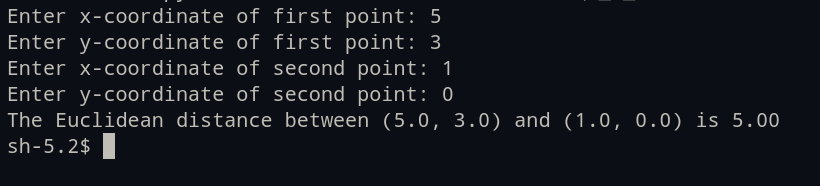 Enter x-coordinate of first point: 5
Enter y-coordinate of first point: 3
Enter x-coordinate of second point: 1
Enter y-coordinate of second point: 0
The Euclidean distance between (5.0, 3.0) and (1.0, 0.0) is 5.00
sh-5.2$